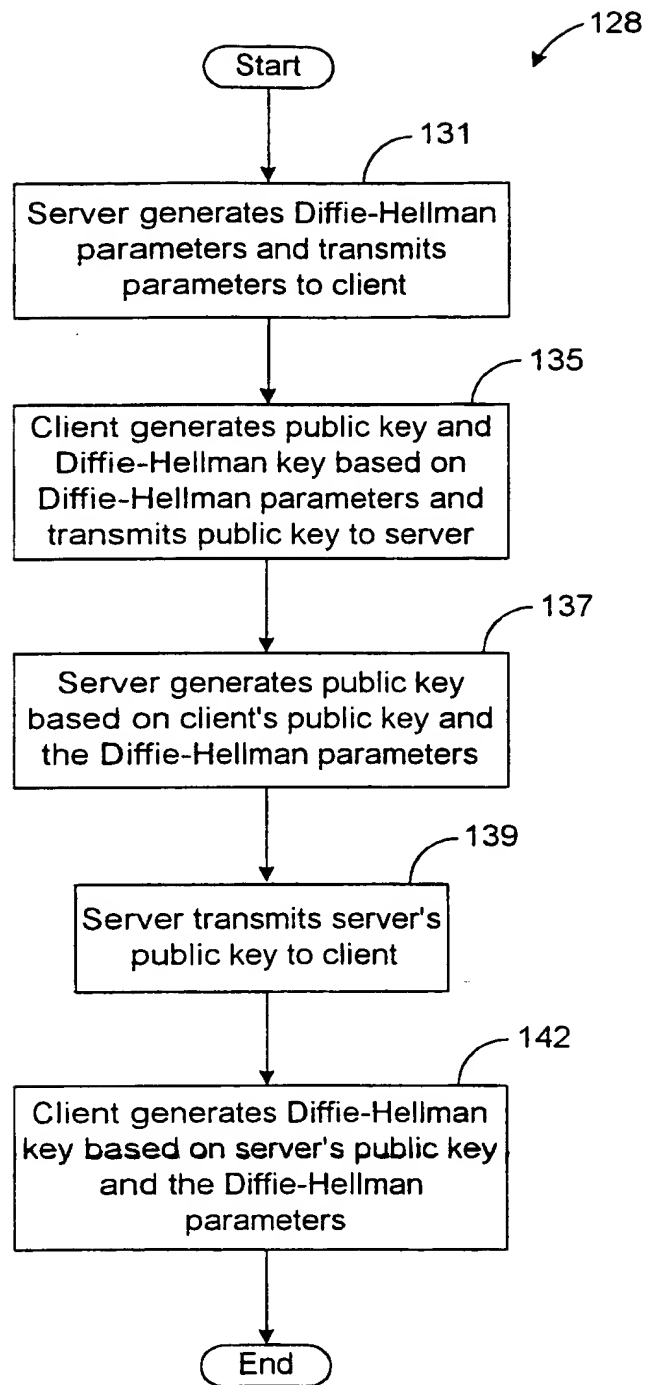 128
Start
131
Server generates Diffie-Hellman
parameters and transmits
parameters to client
135
Client generates public key and
Diffie-Hellman key based on
Diffie-Hellman parameters and
transmits public key to server
137
Server generates public key
based on client's public key and
the Diffie-Hellman parameters
139
Server transmits server's
public key to client
142
Client generates Diffie-Hellman
key based on server's public key
and the Diffie-Hellman
parameters
End